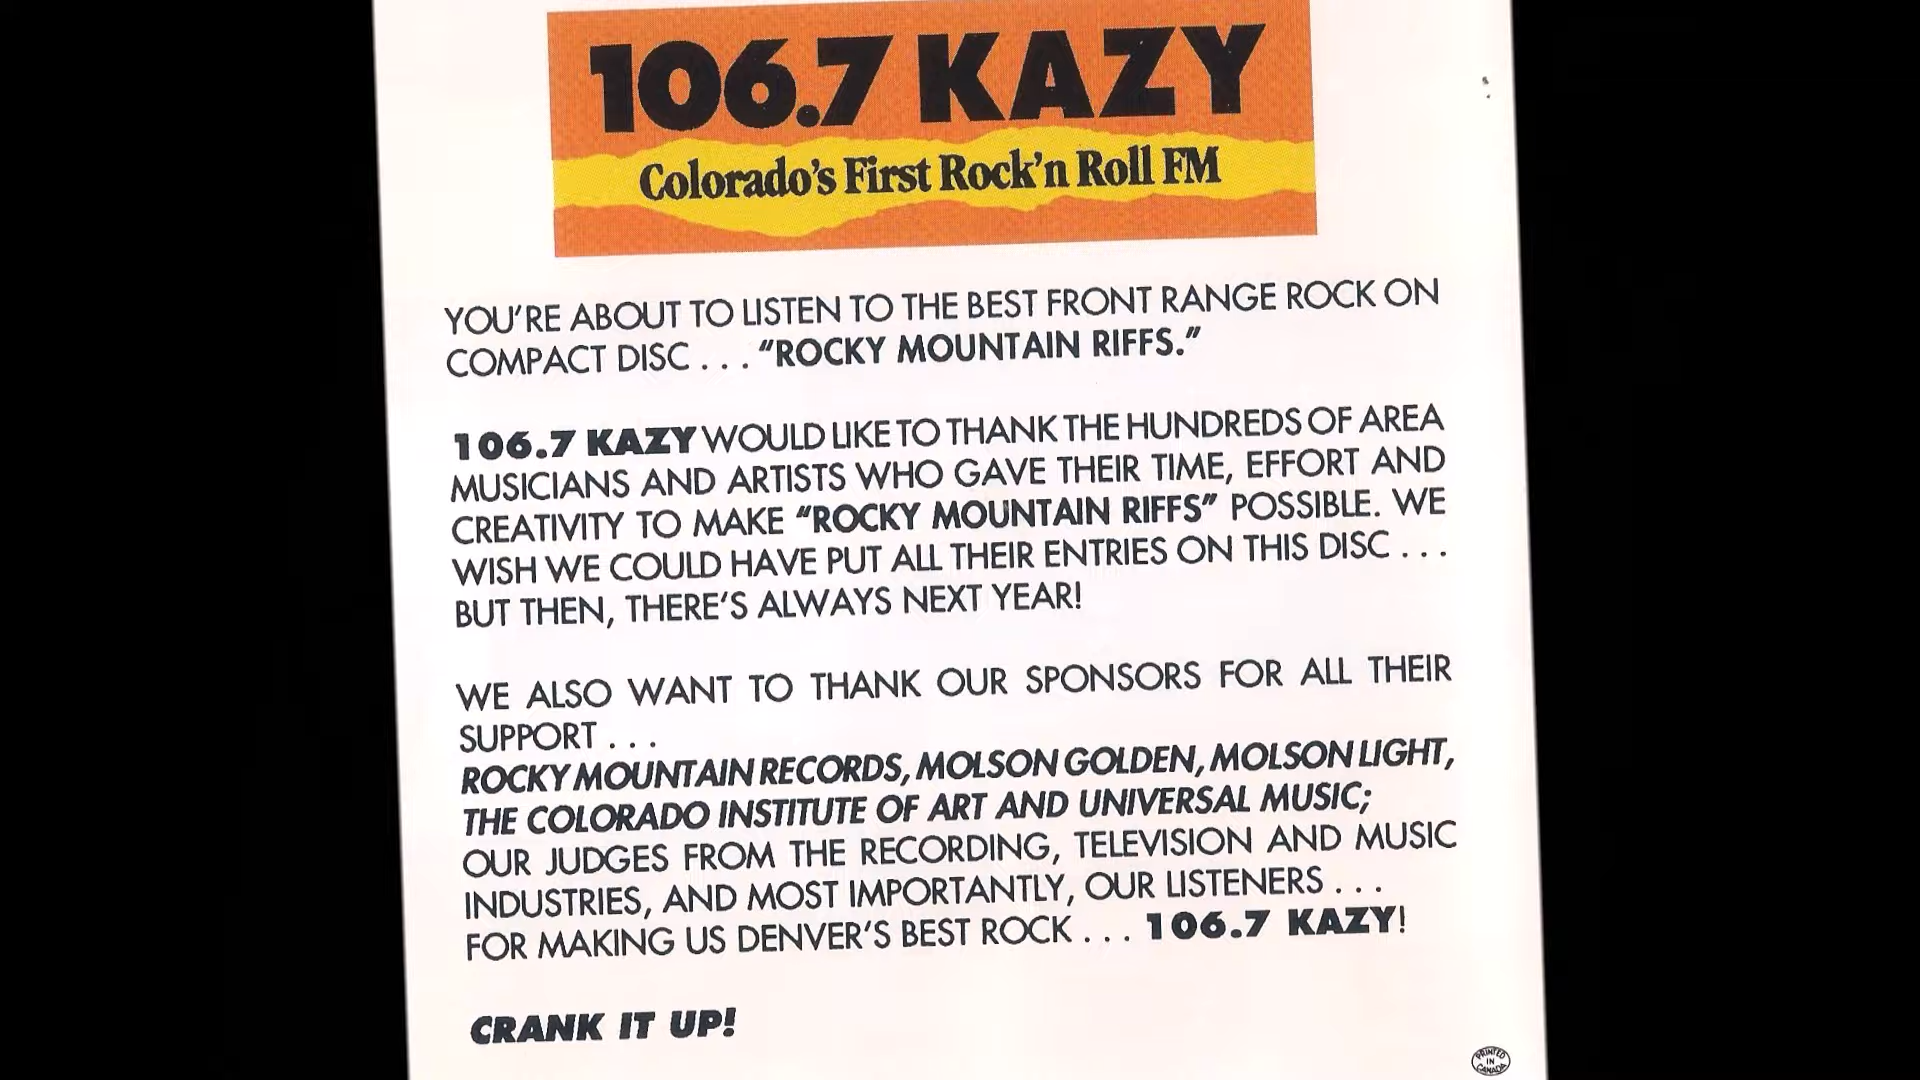 106.7 KAZY
Colorado's First Rock'n Roll FM
YOU'RE ABOUT TO LISTEN TO THE BEST FRONT RANGE ROCK ON
COMPACT DISC . . . "ROCKY MOUNTAIN RIFFS."
106.7 KAZY WOULD LIKE TO THANK THE HUNDREDS OF AREA
MUSICIANS AND ARTISTS WHO GAVE THEIR TIME, EFFORT AND
CREATIVITY TO MAKE "ROCKY MOUNTAIN RIFFS" POSSIBLE. WE
WISH WE COULD HAVE PUT ALL THEIR ENTRIES ON THIS DISC . . .
BUT THEN, THERE'S ALWAYS NEXT YEAR!
WE ALSO WANT TO THANK OUR SPONSORS FOR ALL THEIR
SUPPORT . . .
ROCKY MOUNTAIN RECORDS, MOLSON GOLDEN, MOLSON LIGHT,
THE COLORADO INSTITUTE OF ART AND UNIVERSAL MUSIC;
OUR JUDGES FROM THE RECORDING, TELEVISION AND MUSIC
INDUSTRIES, AND MOST IMPORTANTLY, OUR LISTENERS . . .
FOR MAKING US DENVER'S BEST ROCK . . . 106.7 KAZY!
CRANK IT UP!
PRINTED
IN
CANADA